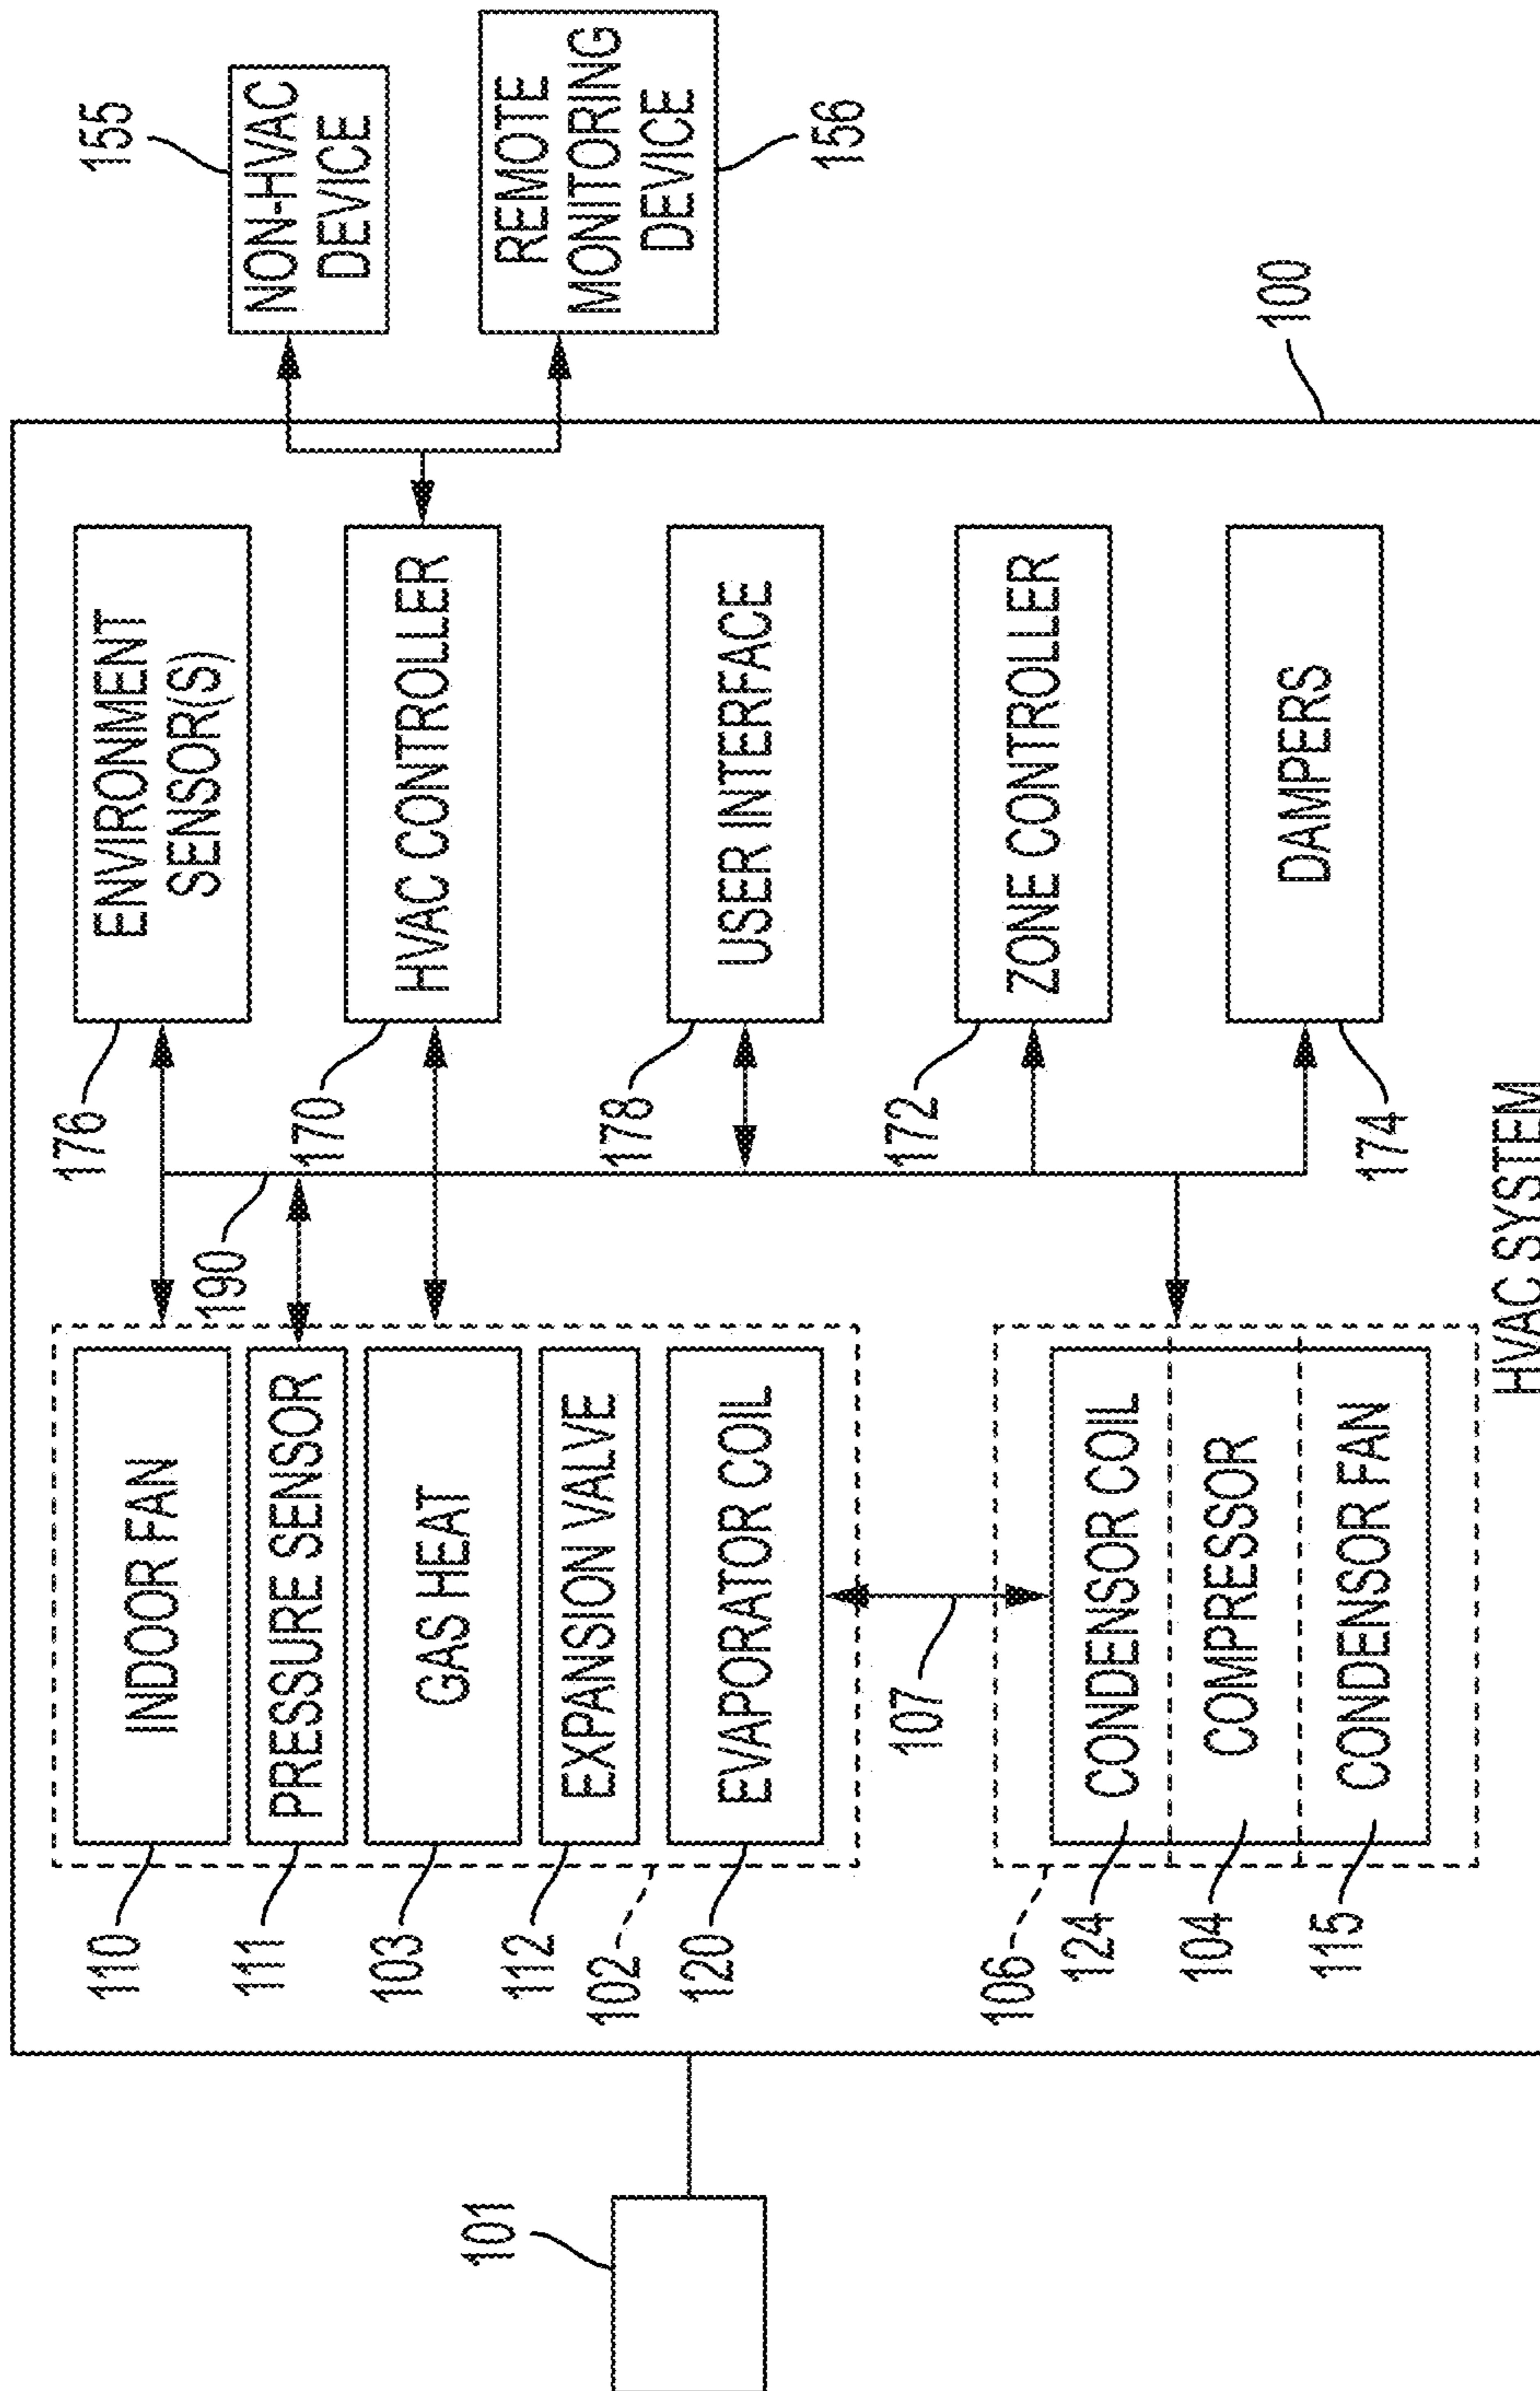 101
HVAC SYSTEM
100
110
INDOOR FAN
111
PRESSURE SENSOR
103
GAS HEAT
112
EXPANSION VALVE
102
120
EVAPORATOR COIL
107
106
124
CONDENSOR COIL
104
COMPRESSOR
115
CONDENSOR FAN
190
176
ENVIRONMENT
SENSOR(S)
170
HVAC CONTROLLER
178
USER INTERFACE
172
ZONE CONTROLLER
174
DAMPERS
155
NON-HVAC
DEVICE
REMOTE
MONITORING
DEVICE
156